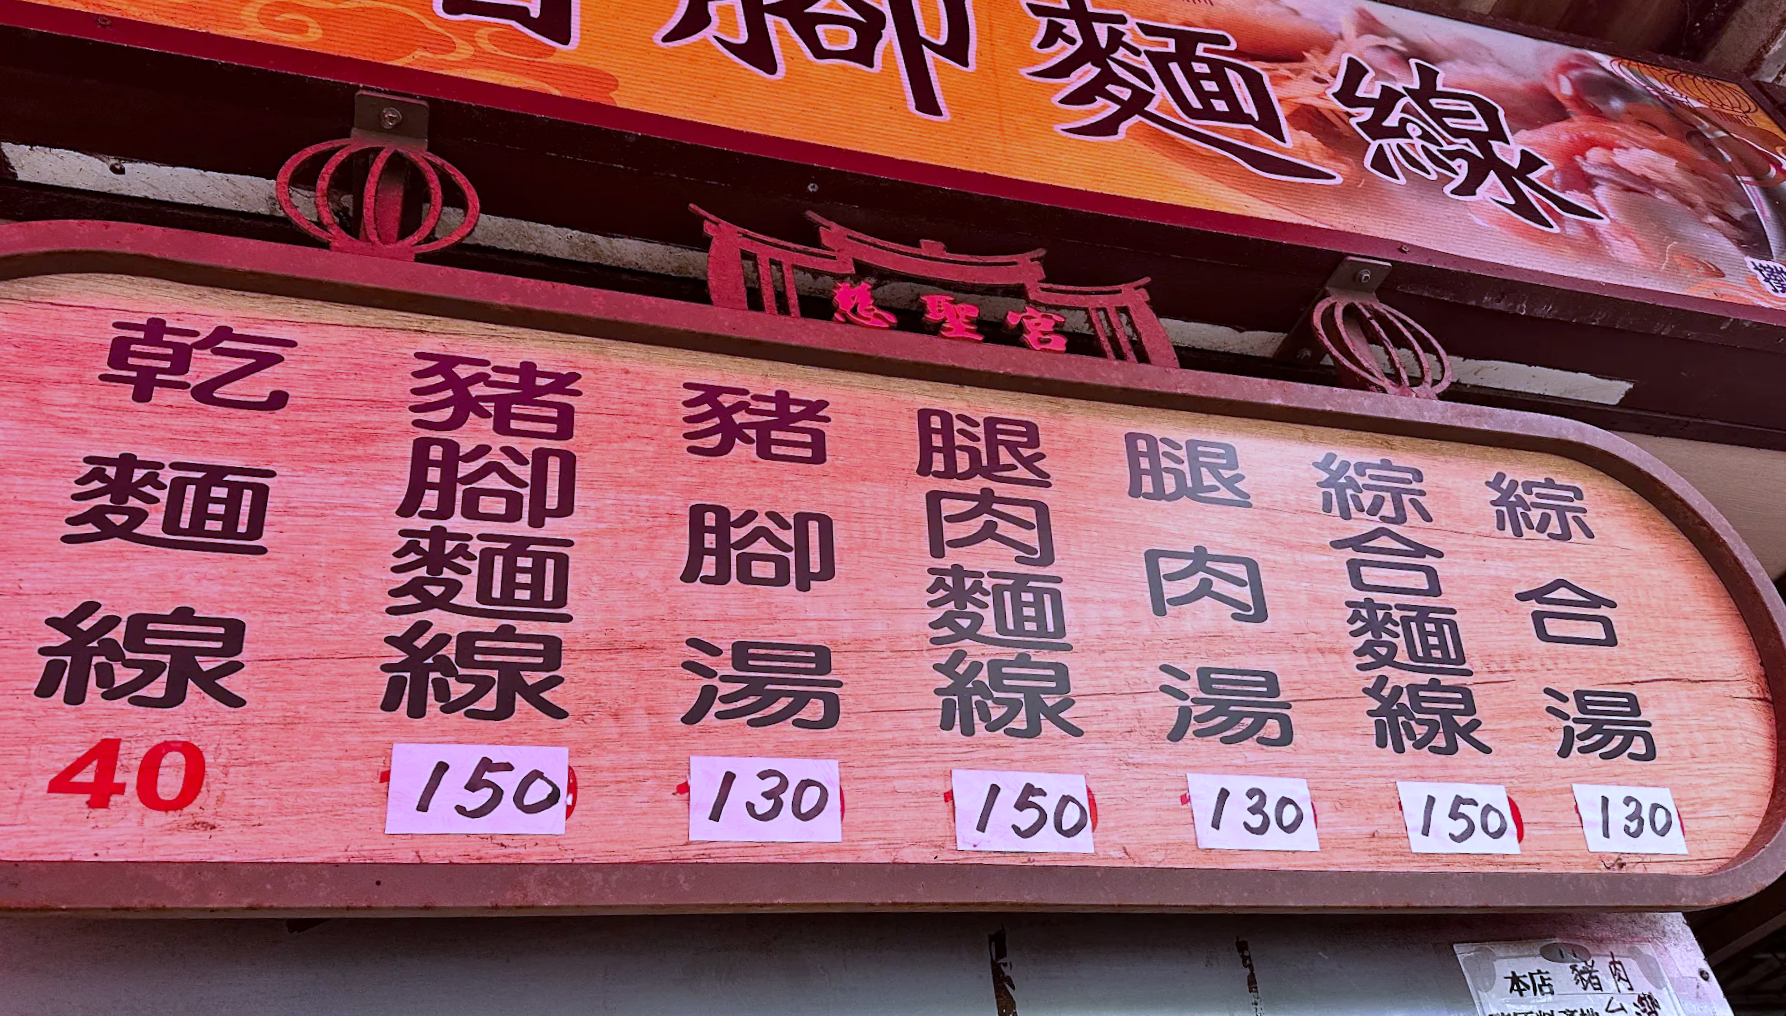 腳麵線
慈聖宮
綜合湯 130
綜合麵線 150
腿肉湯 130
腿肉麵線 150
豬腳湯 130
豬腳麵線 150
乾麵線 40
本店 豬肉